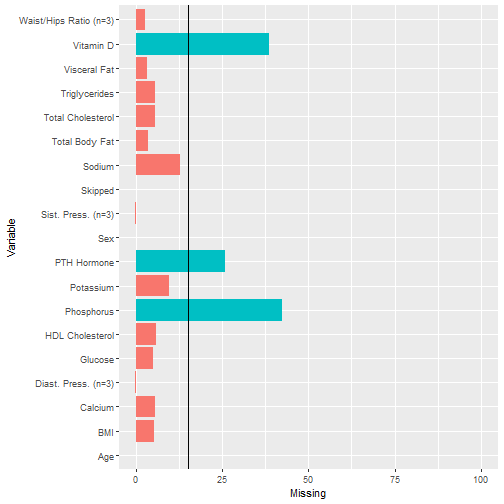 Waist/Hips Ratio (n=3)
Vitamin D
Visceral Fat
Triglycerides
Total Cholesterol
Total Body Fat
Sodium
Skipped
Sist. Press. (n=3)
Sex
PTH Hormone
Potassium
Phosphorus
HDL Cholesterol
Glucose
Diast. Press. (n=3)
Calcium
BMI
Age
Variable
0 25 50 75 100
Missing